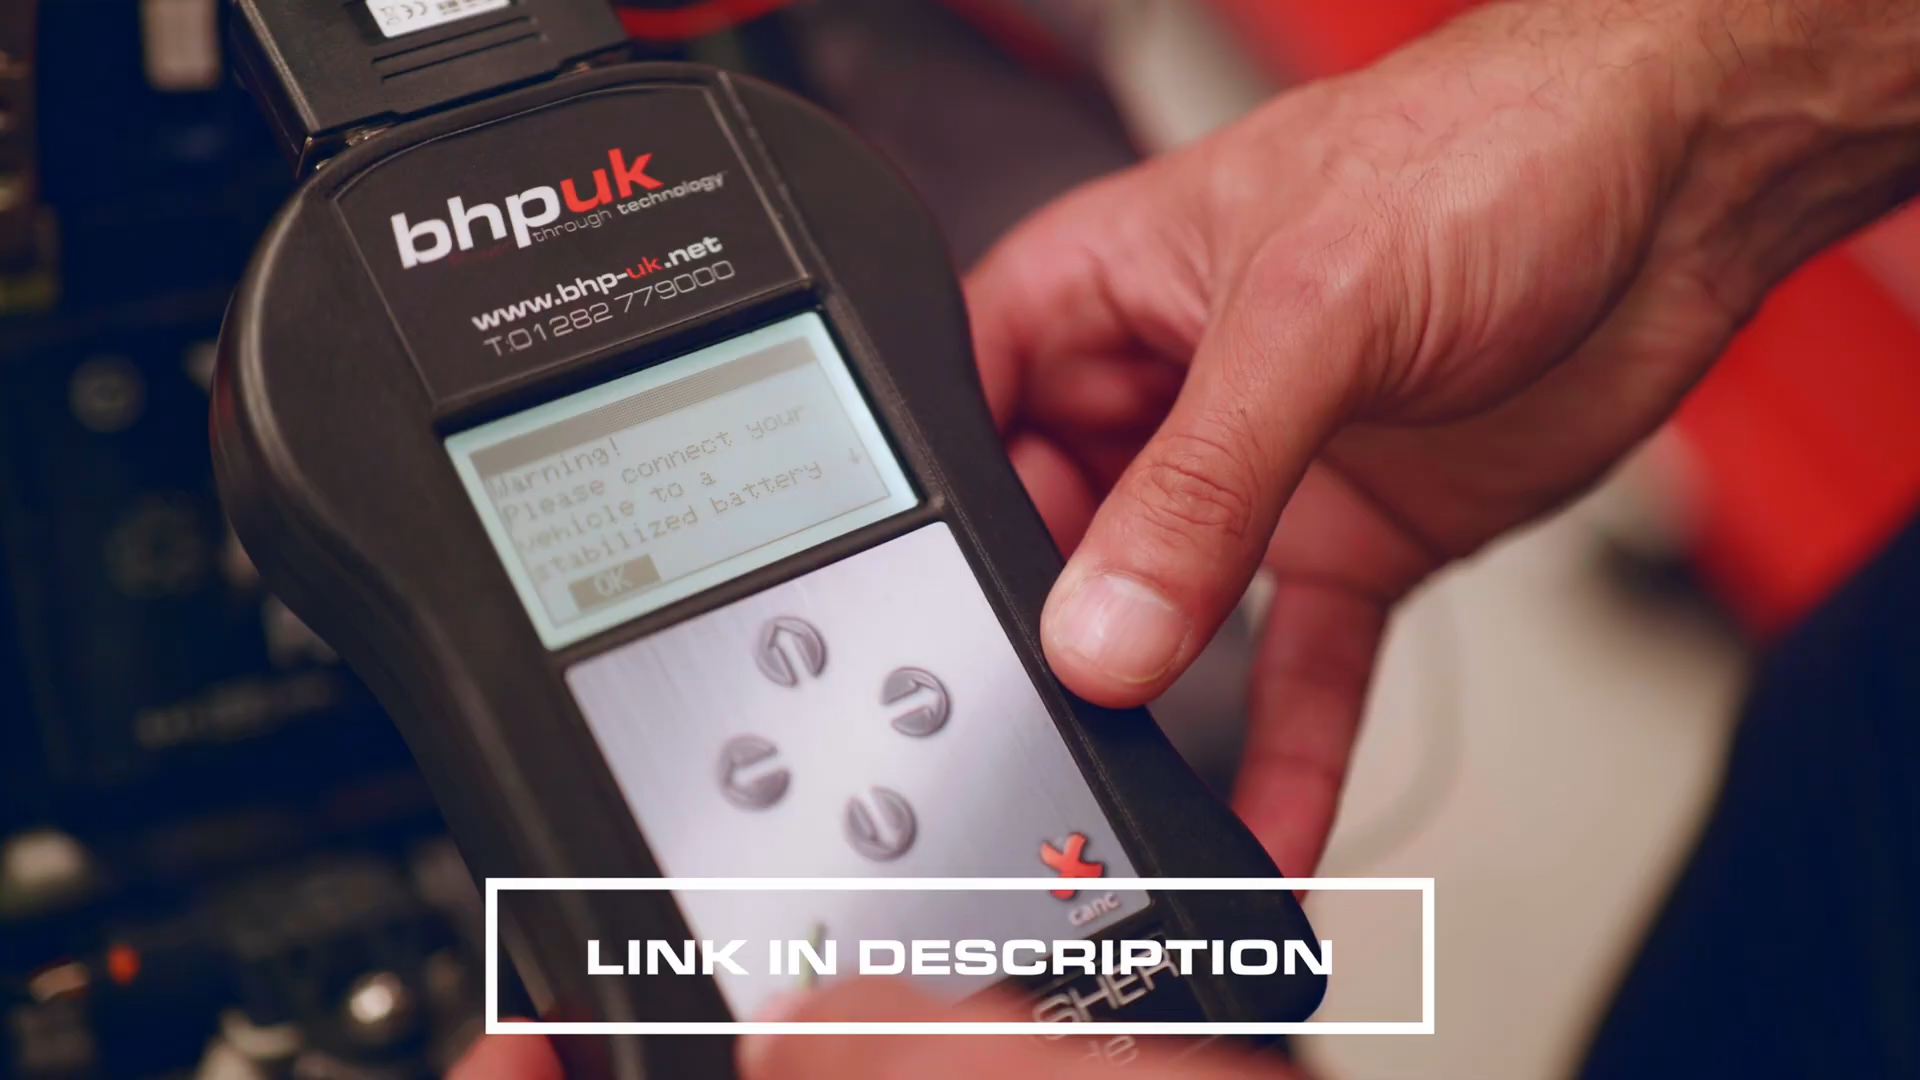 bhpuk
through technology
www.bhp-uk.net
T:01282 779000
Warning!
Please connect your
vehicle to a
stabilized battery
OK
canc
LINK IN DESCRIPTION